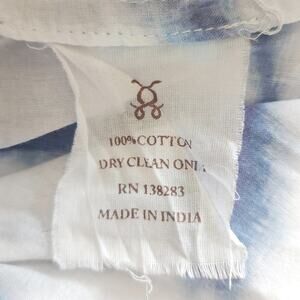 100% COTTON
DRY CLEAN ONLY
RN 138283
MADE IN INDIA